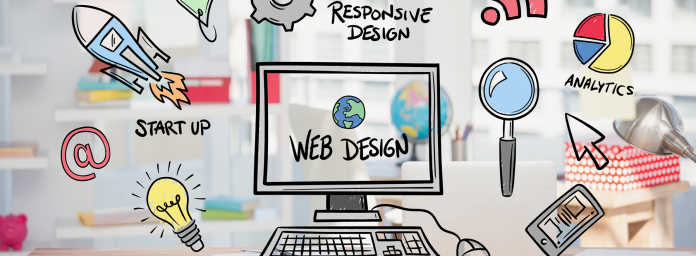 RESPONSIVE
DESIGN
ANALYTICS
START UP
@
WEB DESIGN